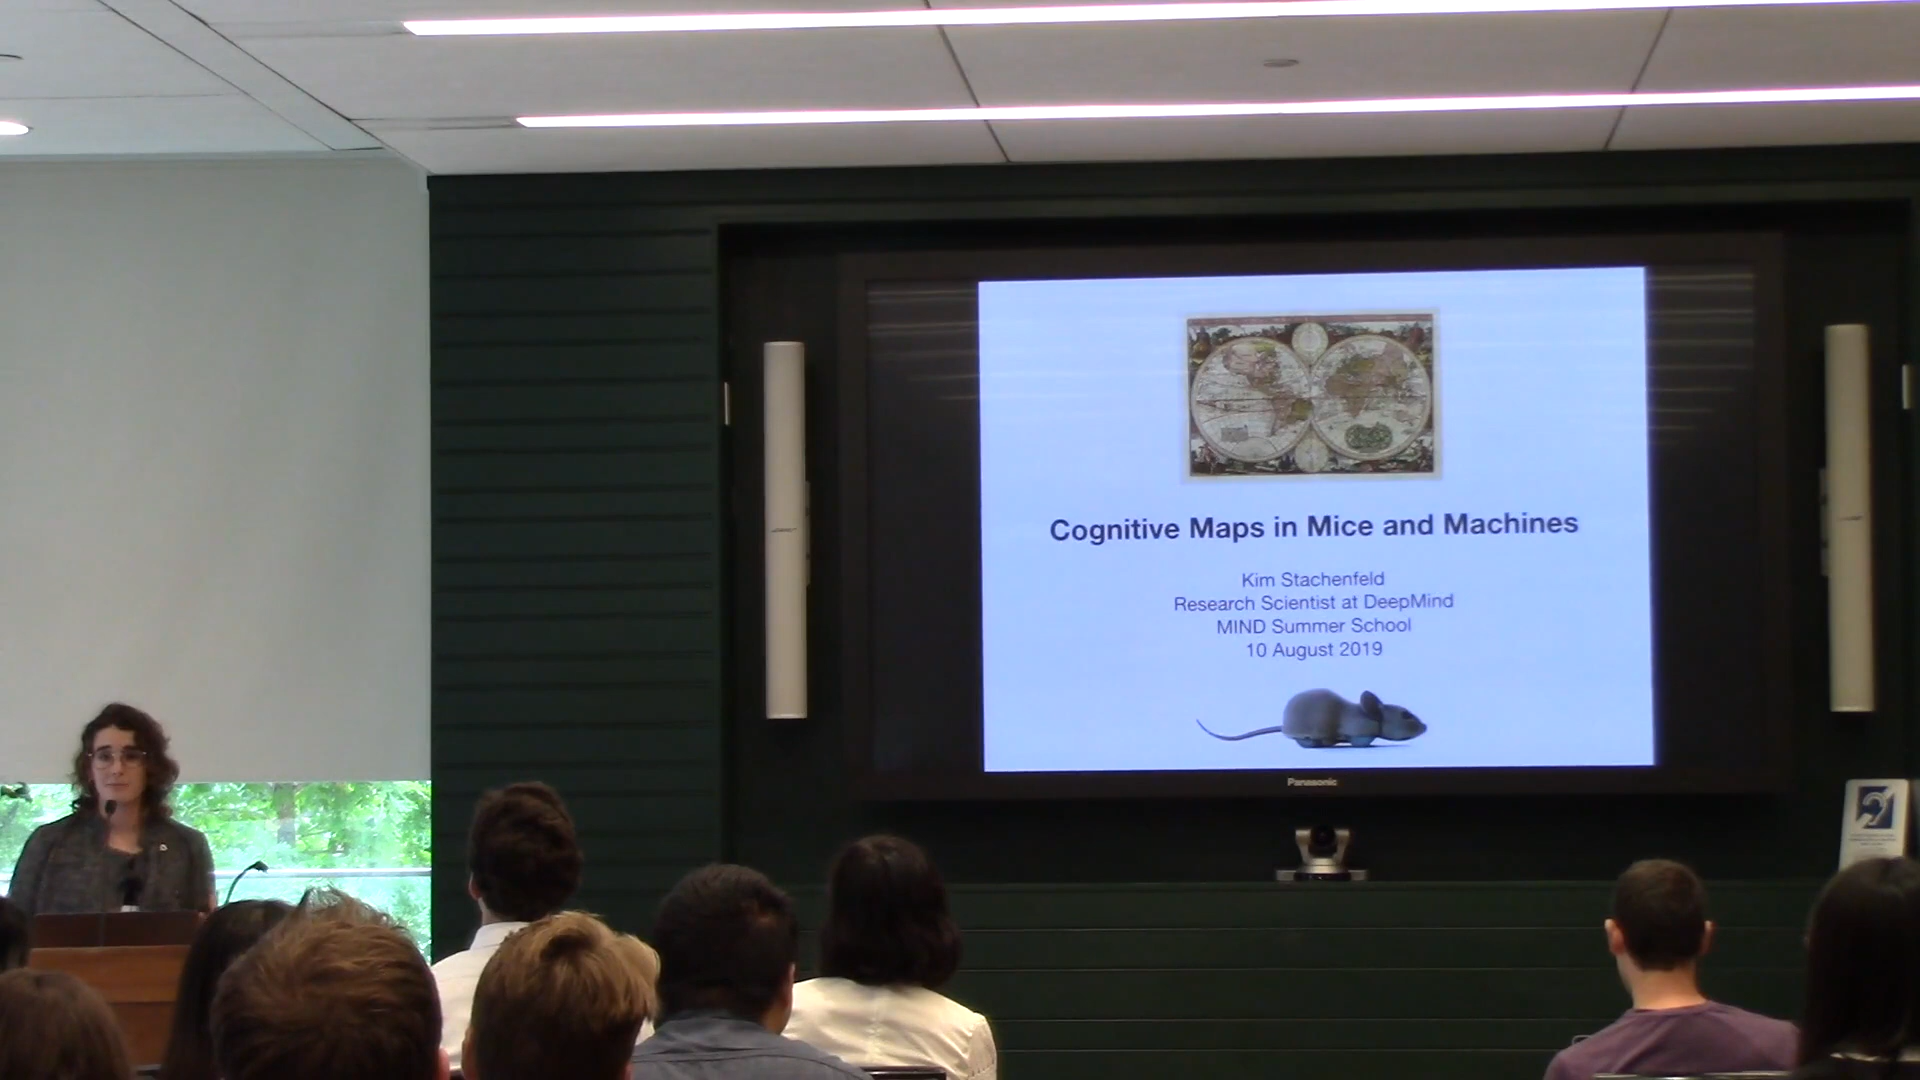 Cognitive Maps in Mice and Machines
Kim Stachenfeld
Research Scientist at DeepMind
MIND Summer School
10 August 2019
Panasonic